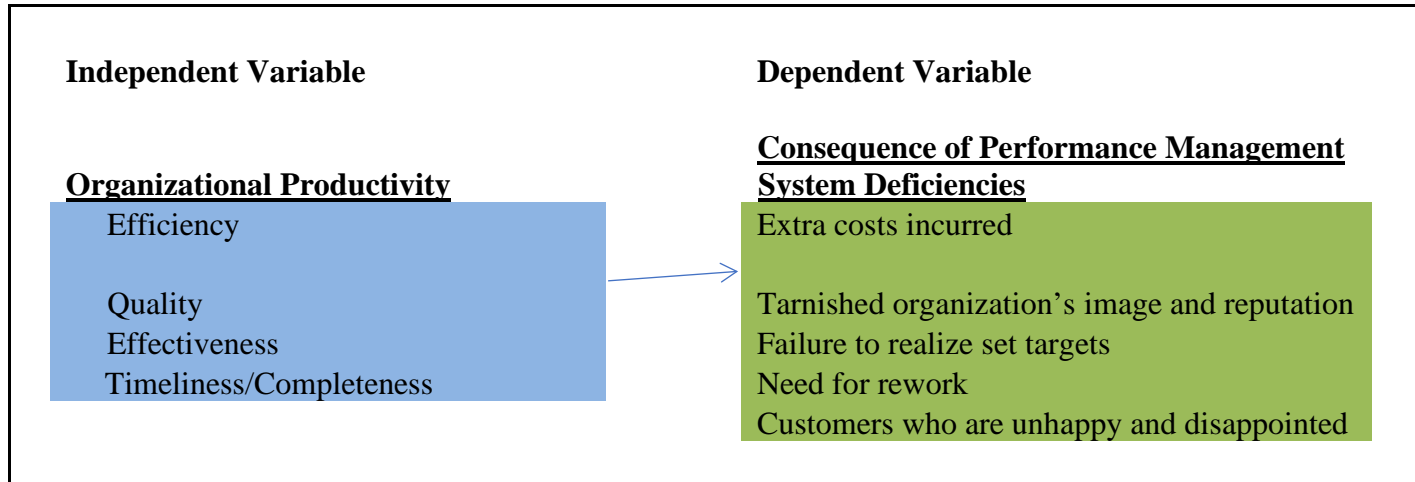 Independent Variable
Dependent Variable
Organizational Productivity
Consequence of Performance Management
System Deficiencies
Efficiency
Quality
Effectiveness
Timeliness/Completeness
Extra costs incurred
Tarnished organization’s image and reputation
Failure to realize set targets
Need for rework
Customers who are unhappy and disappointed